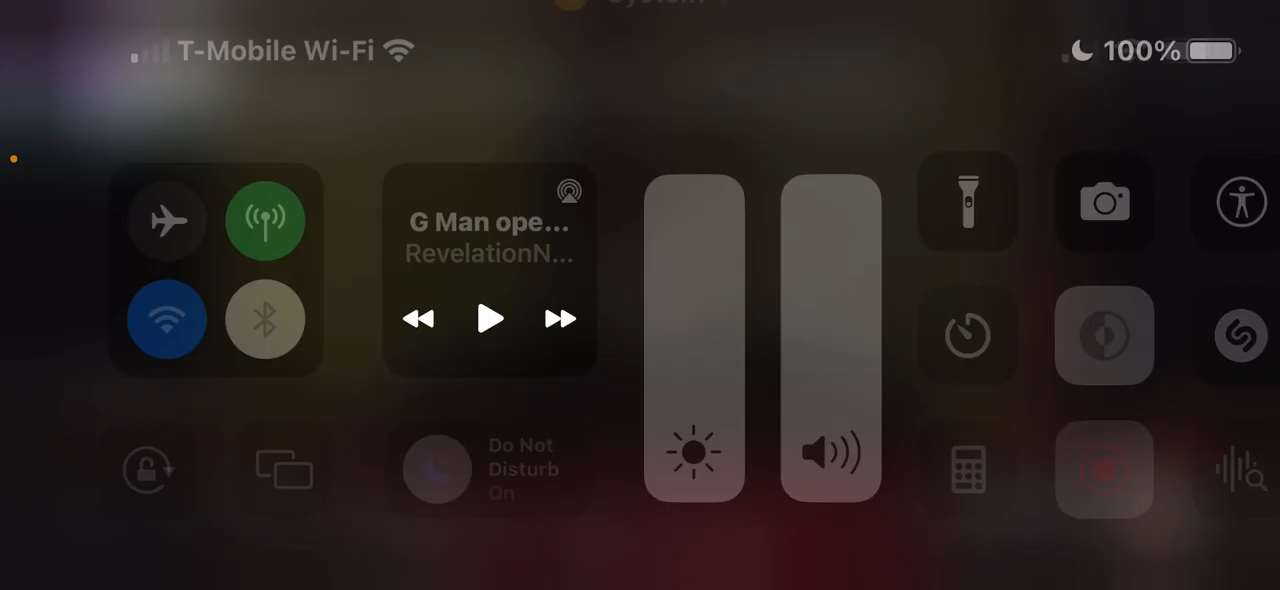 T-Mobile Wi-Fi
100%
G Man ope...
RevelationN...
Do Not
Disturb
On